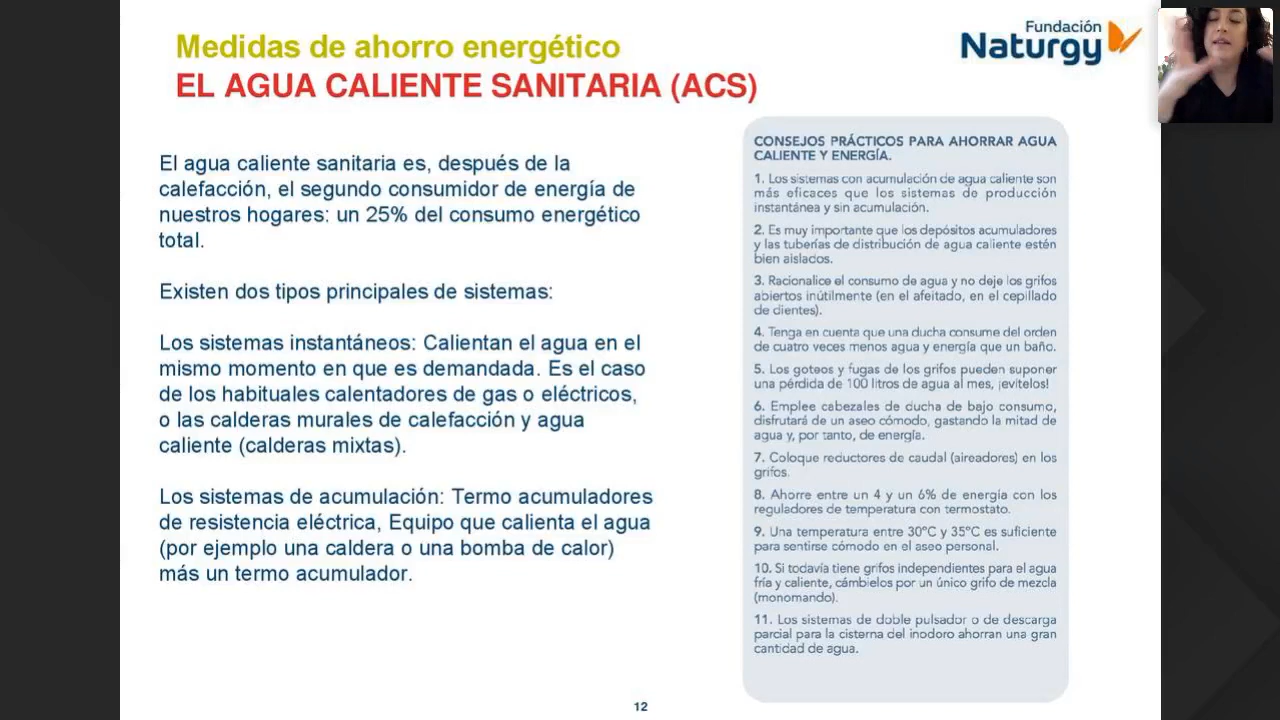 Medidas de ahorro energético
EL AGUA CALIENTE SANITARIA (ACS)
Fundación
Naturgy
El agua caliente sanitaria es, después de la
calefacción, el segundo consumidor de energía de
nuestros hogares: un 25% del consumo energético
total.
Existen dos tipos principales de sistemas:
Los sistemas instantáneos: Calientan el agua en el
mismo momento en que es demandada. Es el caso
de los habituales calentadores de gas o eléctricos,
o las calderas murales de calefacción y agua
caliente (calderas mixtas).
Los sistemas de acumulación: Termo acumuladores
de resistencia eléctrica, Equipo que calienta el agua
(por ejemplo una caldera o una bomba de calor)
más un termo acumulador.
CONSEJOS PRÁCTICOS PARA AHORRAR AGUA
CALIENTE Y ENERGÍA.
1. Los sistemas con acumulación de agua caliente son
más eficaces que los sistemas de producción
instantánea y sin acumulación.
2. Es muy importante que los depósitos acumuladores
y las tuberías de distribución de agua caliente estén
bien aislados.
3. Racionalice el consumo de agua y no deje los grifos
abiertos inútilmente (en el afeitado, en el cepillado
de dientes).
4. Tenga en cuenta que una ducha consume del orden
de cuatro veces menos agua y energía que un baño.
5. Los goteos y fugas de los grifos pueden suponer
una pérdida de 100 litros de agua al mes, ¡evítelos!
6. Emplee cabezales de ducha de bajo consumo,
disfrutará de un aseo cómodo, gastando la mitad de
agua y, por tanto, de energía.
7. Coloque reductores de caudal (aireadores) en los
grifos.
8. Ahorre entre un 4 y un 6% de energía con los
reguladores de temperatura con termostato.
9. Una temperatura entre 30ºC y 35ºC es suficiente
para sentirse cómodo en el aseo personal.
10. Si todavía tiene grifos independientes para el agua
fría y caliente, cámbielos por un único grifo de mezcla
(monomando).
11. Los sistemas de doble pulsador o de descarga
parcial para la cisterna del inodoro ahorran una gran
cantidad de agua.
12